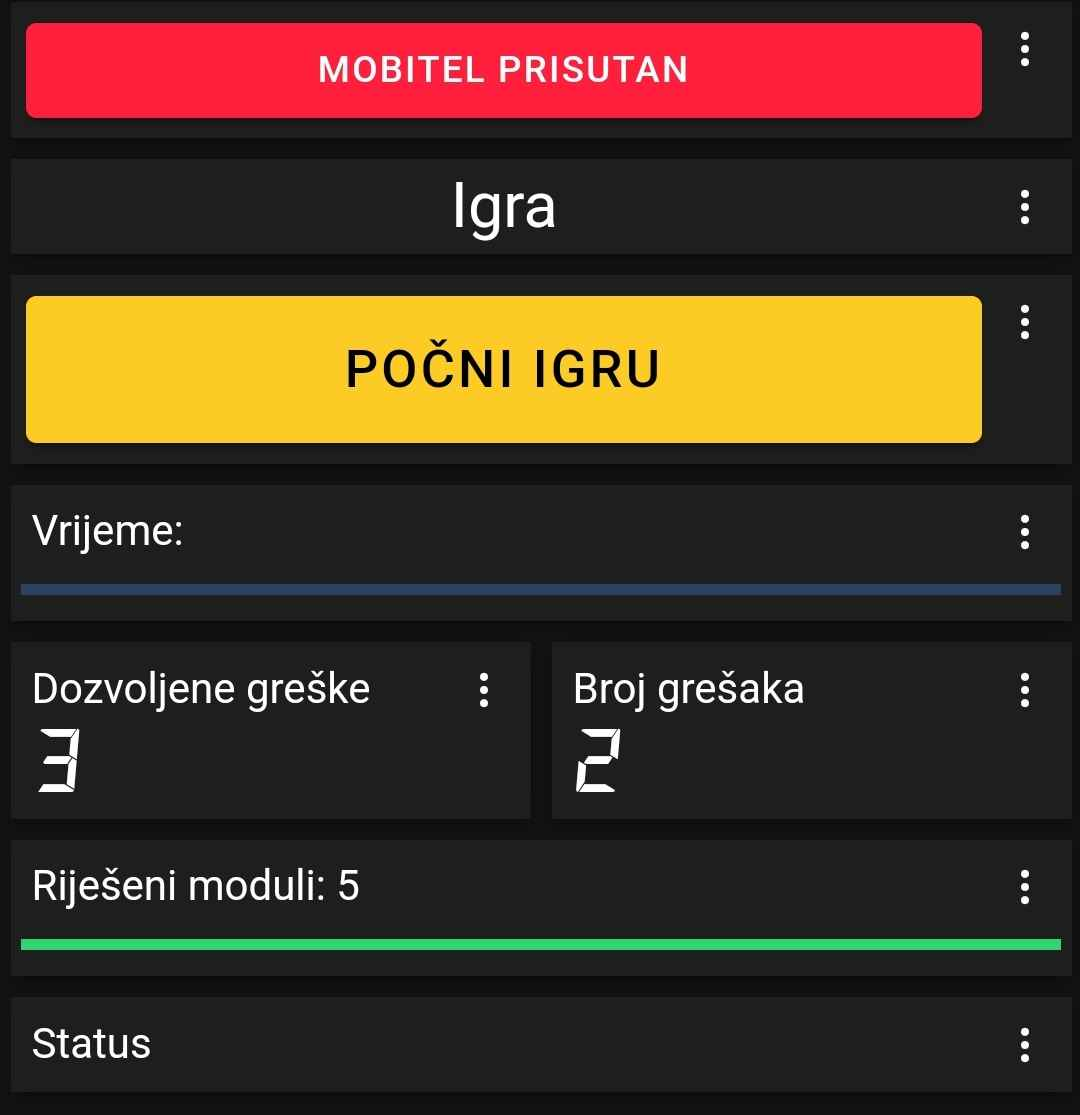 MOBITEL PRISUTAN
Igra
POČNI IGRU
Vrijeme:
Dozvoljene greške
3
Broj grešaka
2
Riješeni moduli: 5
Status